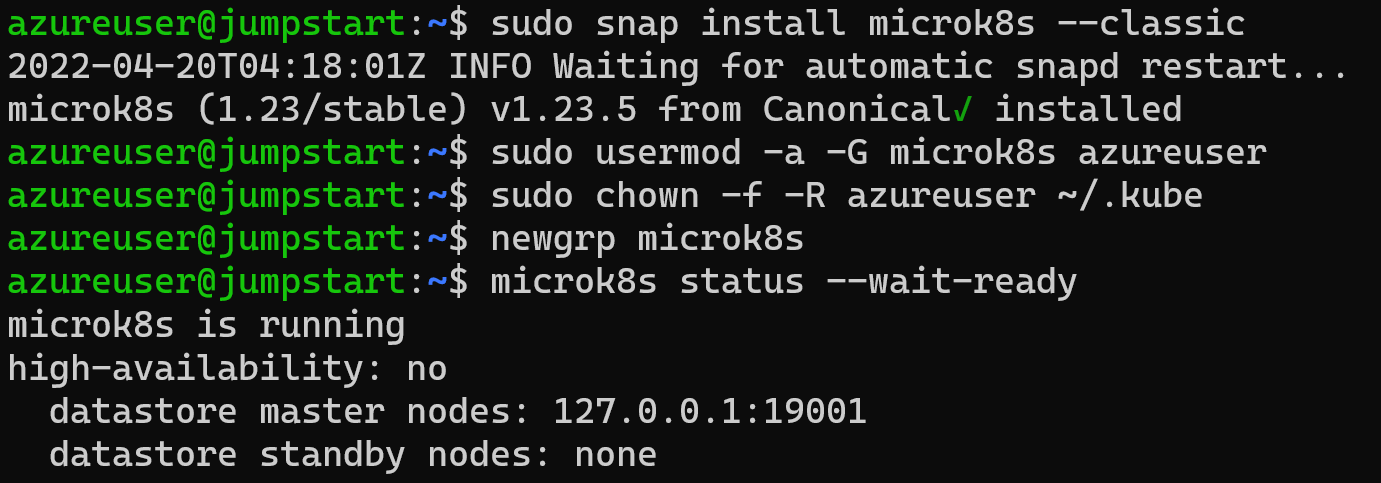 azureuser@jumpstart:~$ sudo snap install microk8s --classic
2022-04-20T04:18:01Z INFO Waiting for automatic snapd restart...
microk8s (1.23/stable) v1.23.5 from Canonical√ installed
azureuser@jumpstart:~$ sudo usermod -a -G microk8s azureuser
azureuser@jumpstart:~$ sudo chown -f -R azureuser ~/.kube
azureuser@jumpstart:~$ newgrp microk8s
azureuser@jumpstart:~$ microk8s status --wait-ready
microk8s is running
high-availability: no
  datastore master nodes: 127.0.0.1:19001
  datastore standby nodes: none